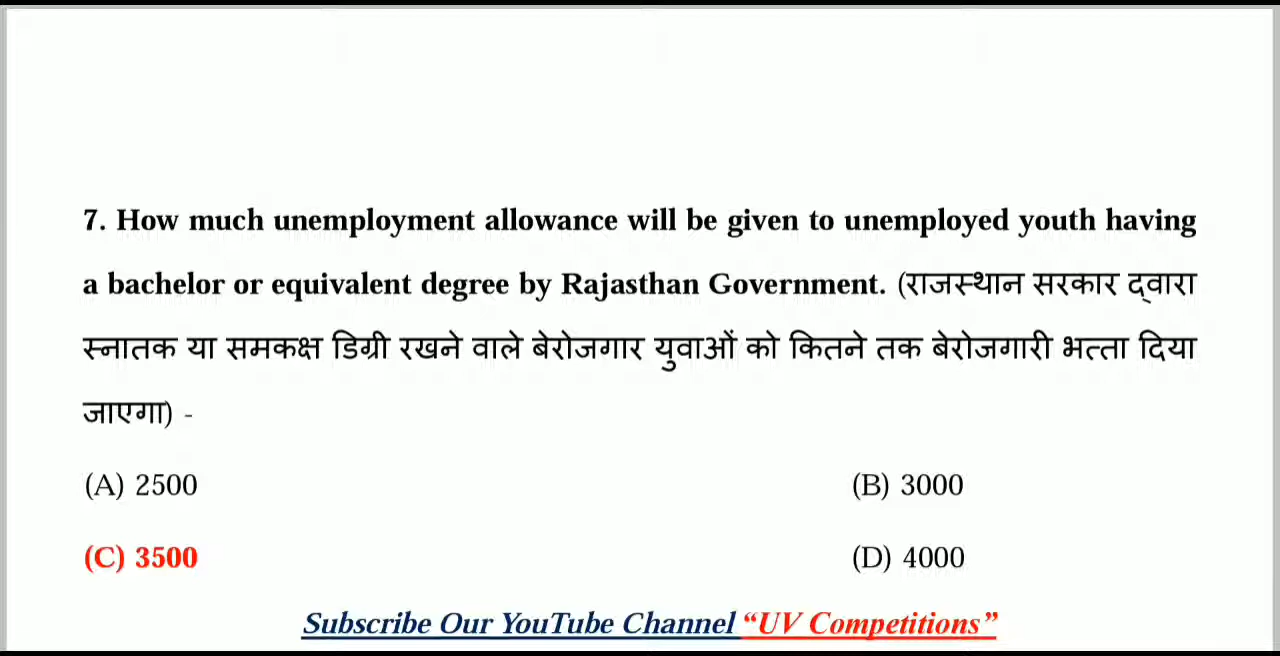 7. How much unemployment allowance will be given to unemployed youth having
a bachelor or equivalent degree by Rajasthan Government. (राजस्थान सरकार द्वारा
स्नातक या समकक्ष डिग्री रखने वाले बेरोजगार युवाओं को कितने तक बेरोजगारी भत्ता दिया
जाएगा) -
(A) 2500 (B) 3000
(C) 3500 (D) 4000
Subscribe Our YouTube Channel “UV Competitions”